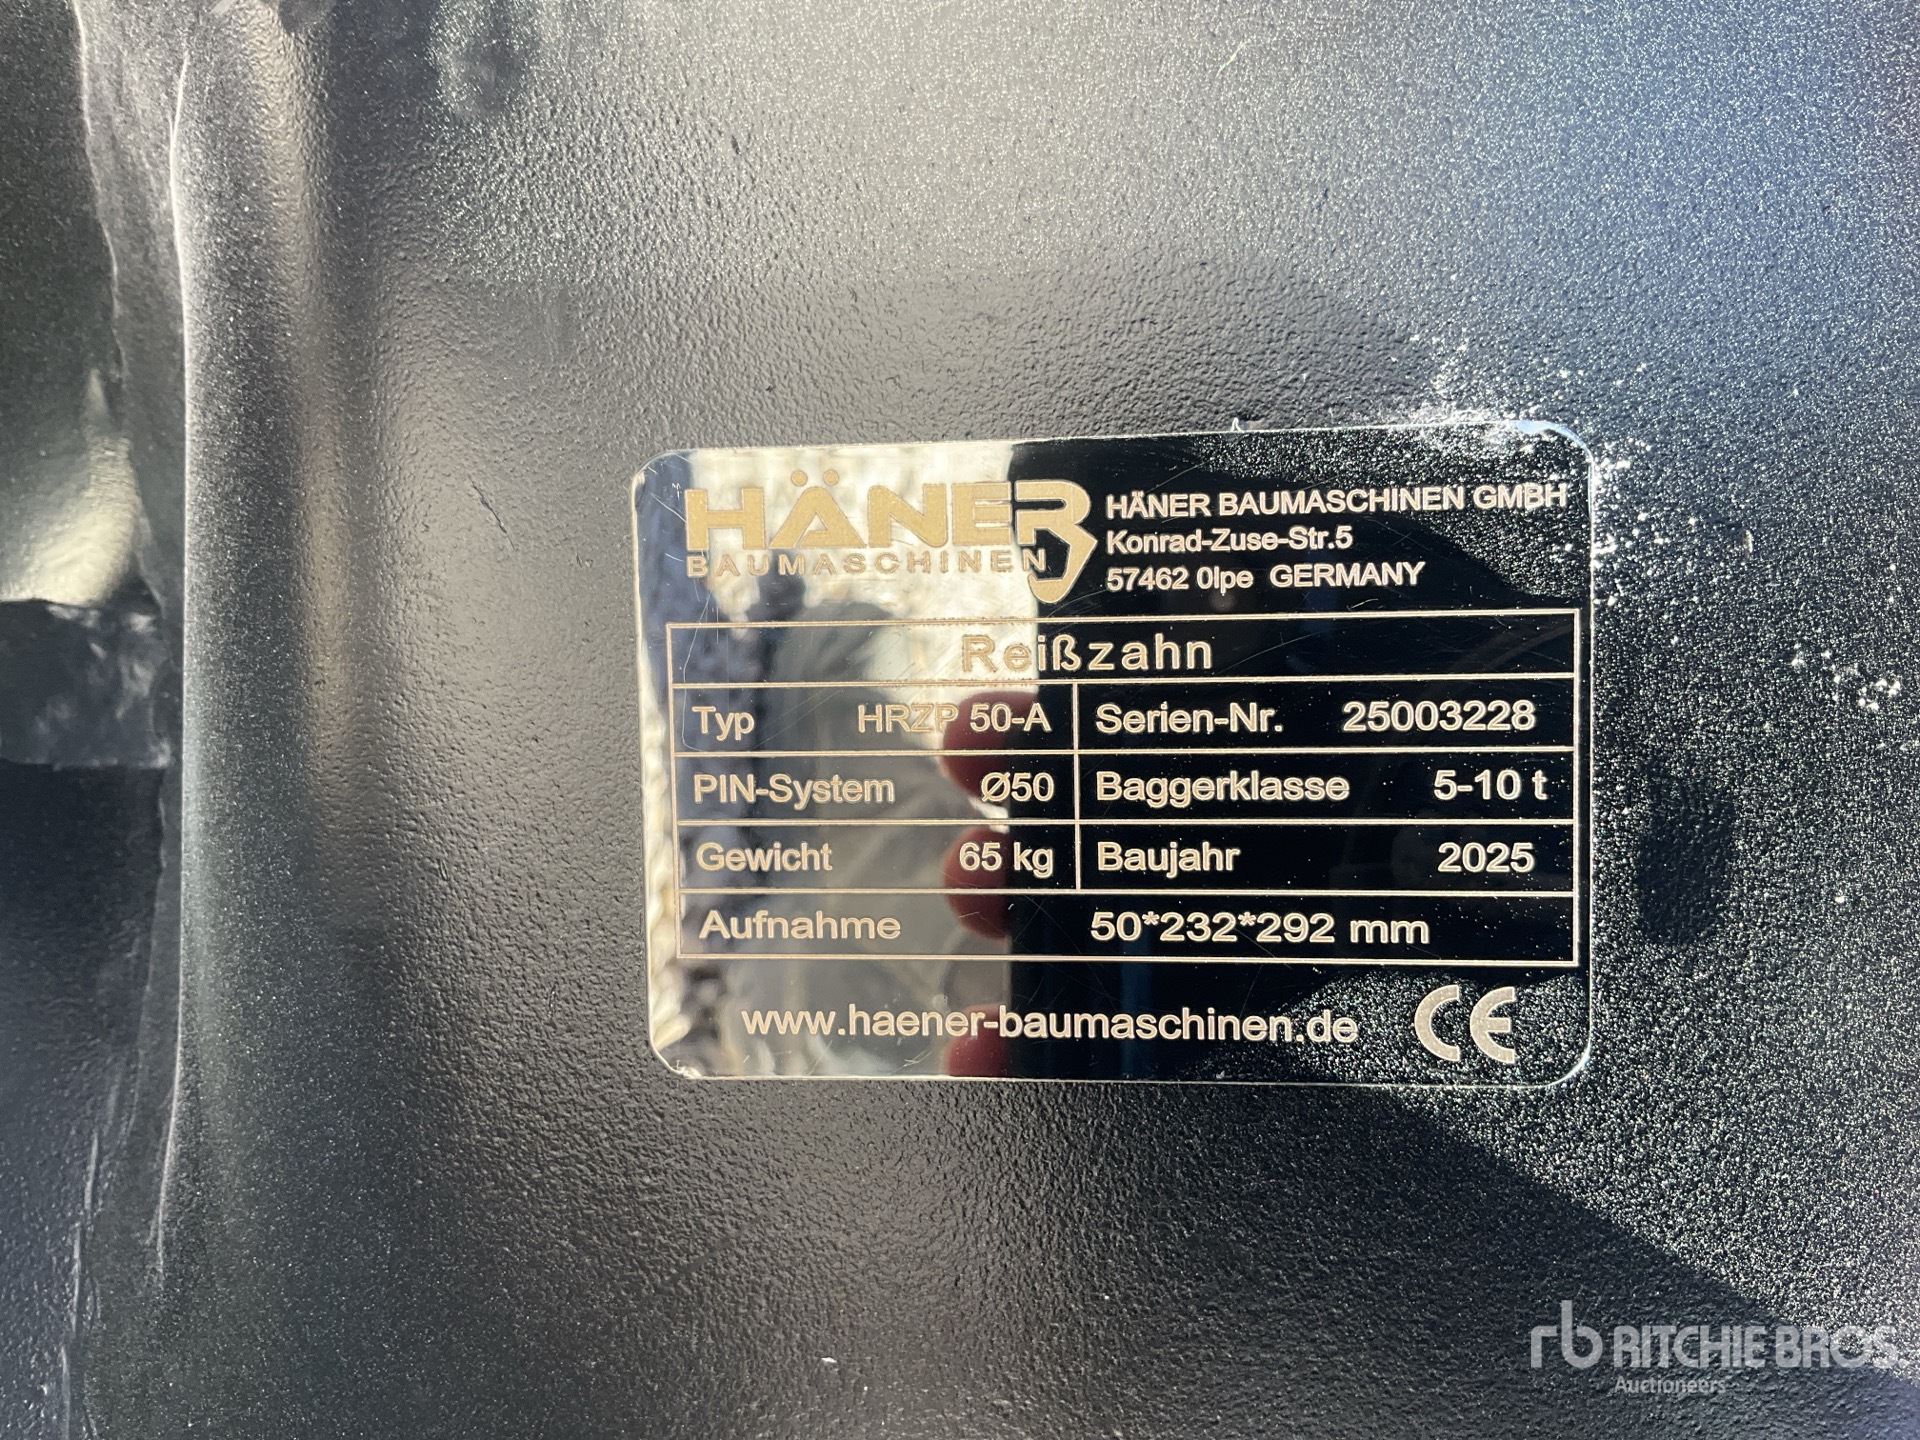 HÄNER
BAUMASCHINEN
HÄNER BAUMASCHINEN GMBH
Konrad-Zuse-Str.5
57462 0lpe GERMANY
Reißzahn
Typ HRZP 50-A
Serien-Nr. 25003228
PIN-System Ø50
Baggerklasse 5-10 t
Gewicht 65 kg
Baujahr 2025
Aufnahme 50*232*292 mm
www.haener-baumaschinen.de CE
rb RITCHIE BROS
Auctioneers